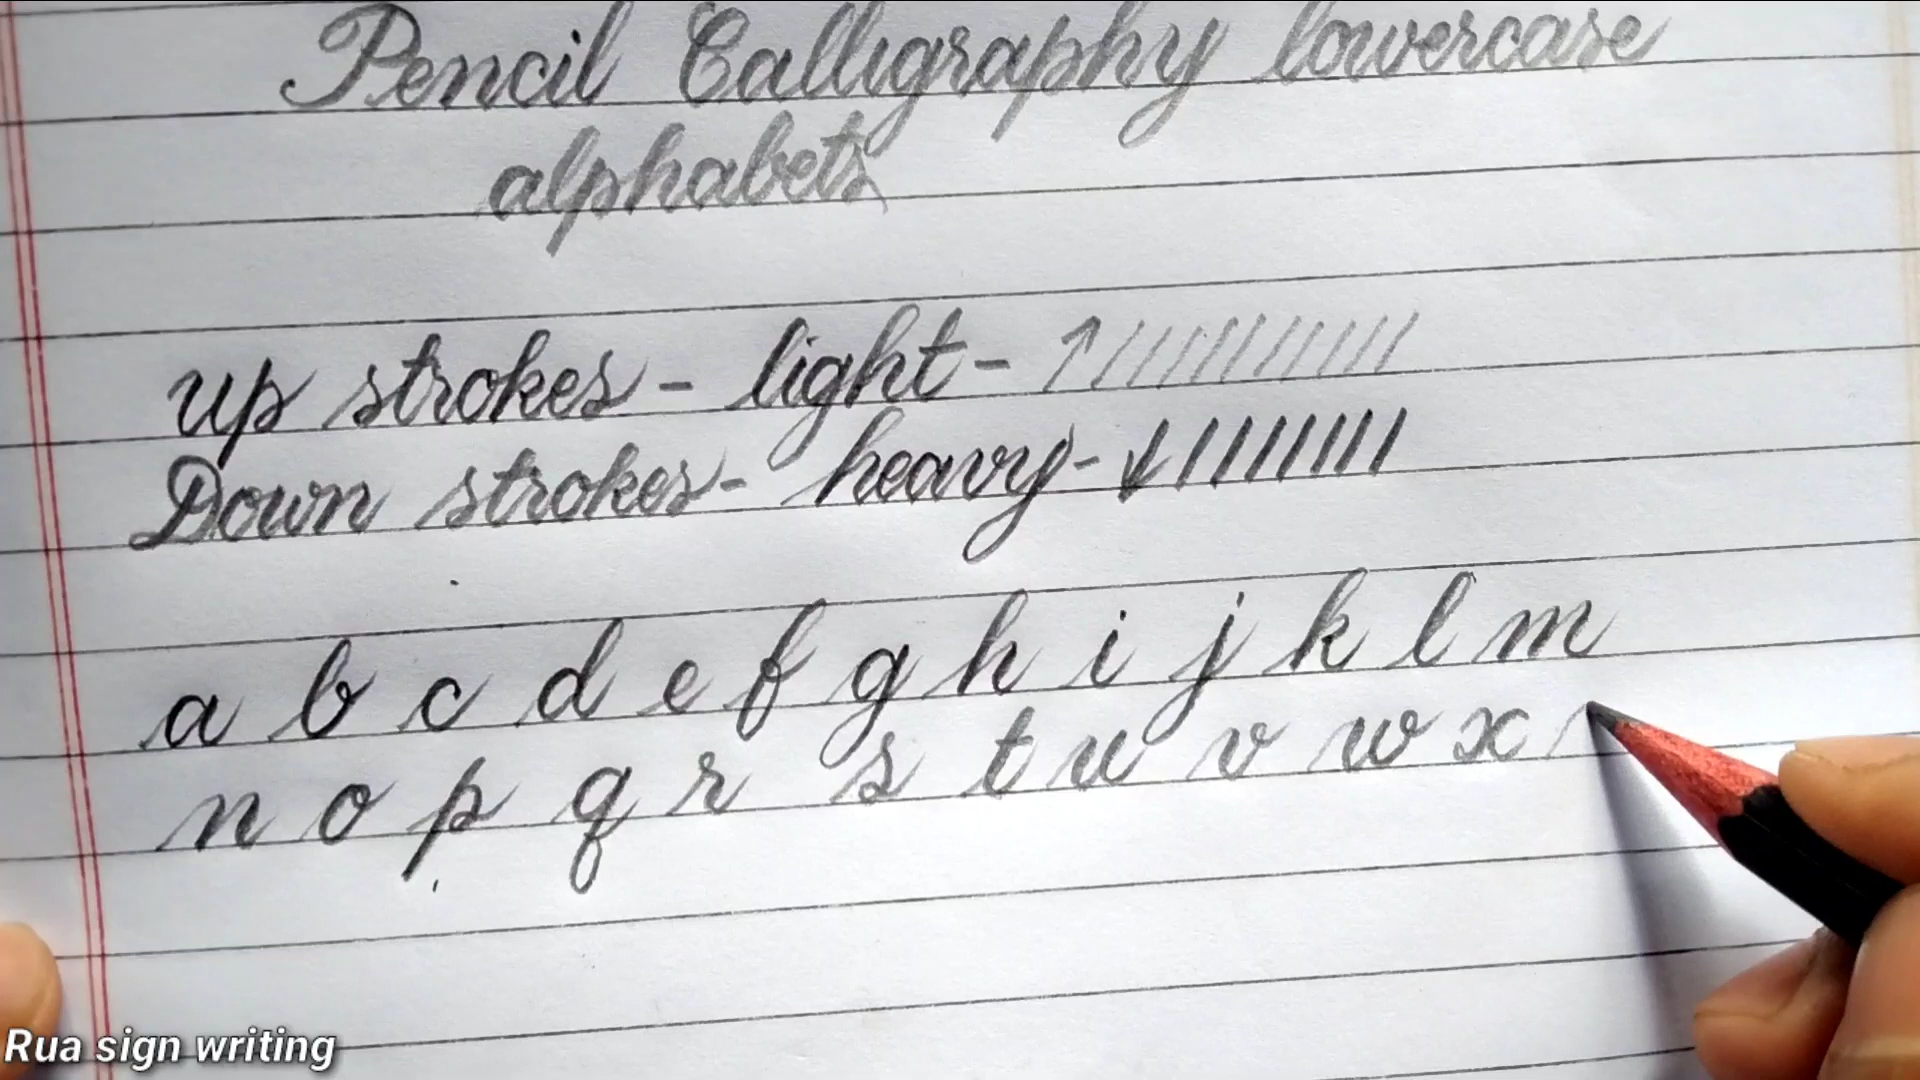 Pencil Calligraphy lowercase
alphabets
up strokes - light - ↑//////////
Down strokes - heavy - ↓////////
a b c d e f g h i j k l m
n o p q r s t u v w x
Rua sign writing